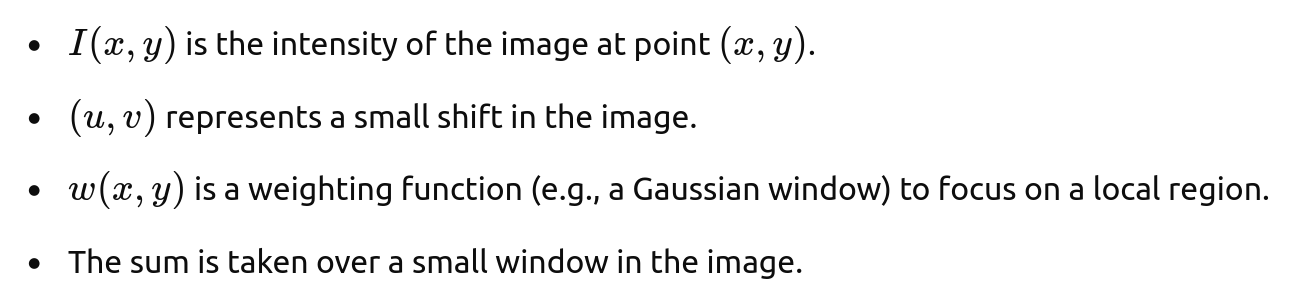 • I(x, y) is the intensity of the image at point (x, y).
• (u, v) represents a small shift in the image.
• w(x, y) is a weighting function (e.g., a Gaussian window) to focus on a local region.
• The sum is taken over a small window in the image.